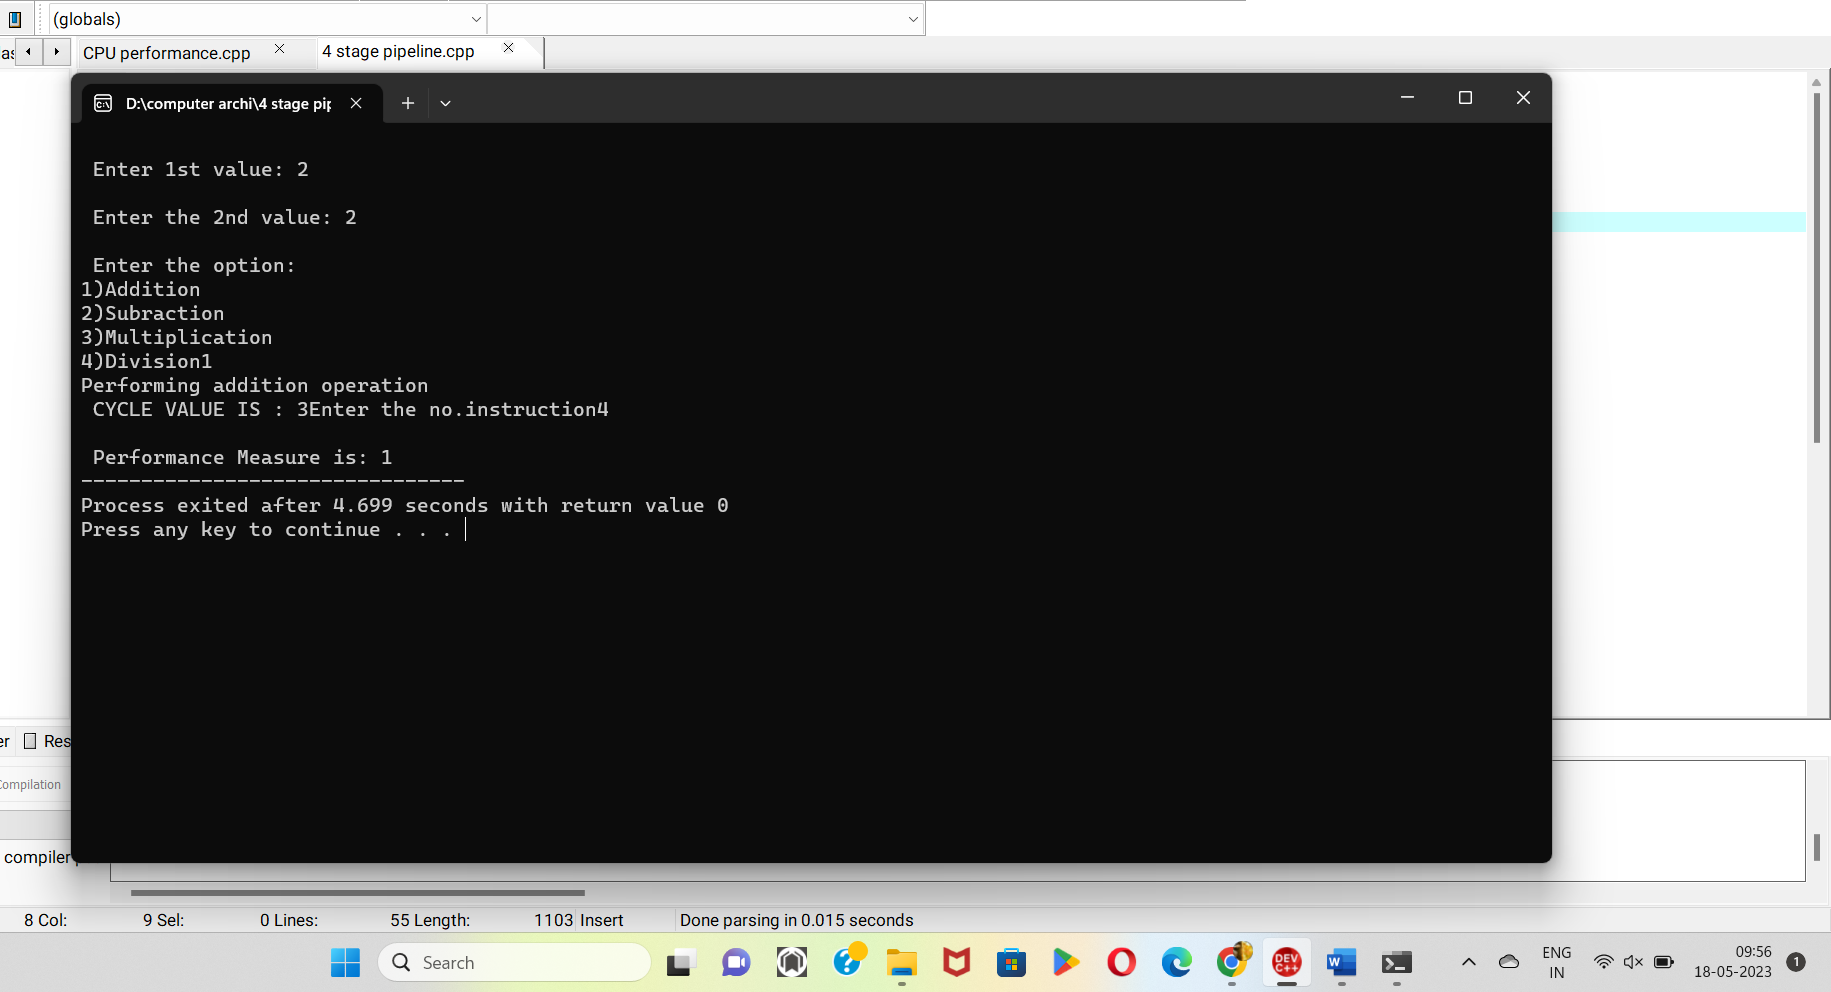 (globals)
CPU performance.cpp
4 stage pipeline.cpp
D:\computer archi\4 stage pip
Enter 1st value: 2
Enter the 2nd value: 2
Enter the option:
1)Addition
2)Subraction
3)Multiplication
4)Division1
Performing addition operation
CYCLE VALUE IS : 3Enter the no.instruction4
Performance Measure is: 1
--------------------------------
Process exited after 4.699 seconds with return value 0
Press any key to continue . . .
er Res
Compilation
compiler
8 Col: 9 Sel: 0 Lines: 55 Length: 1103 Insert Done parsing in 0.015 seconds
Search
DEV C++
W
ENG
IN
09:56
18-05-2023
1